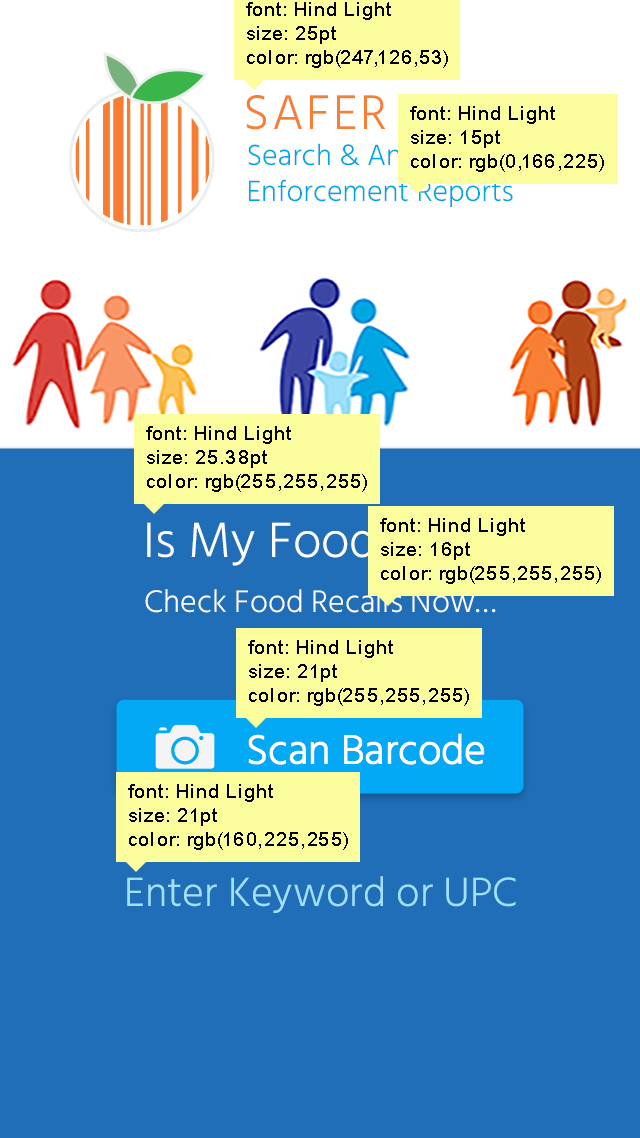 font: Hind Light
size: 25pt
color: rgb(247,126,53)
SAFER
font: Hind Light
size: 15pt
color: rgb(0,166,225)
Search &
Enforcement Reports
font: Hind Light
size: 25.38pt
color: rgb(255,255,255)
Is My Food
font: Hind Light
size: 16pt
color: rgb(255,255,255)
Check Food Recalls Now...
font: Hind Light
size: 21pt
color: rgb(255,255,255)
Scan Barcode
font: Hind Light
size: 21pt
color: rgb(160,225,255)
Enter Keyword or UPC